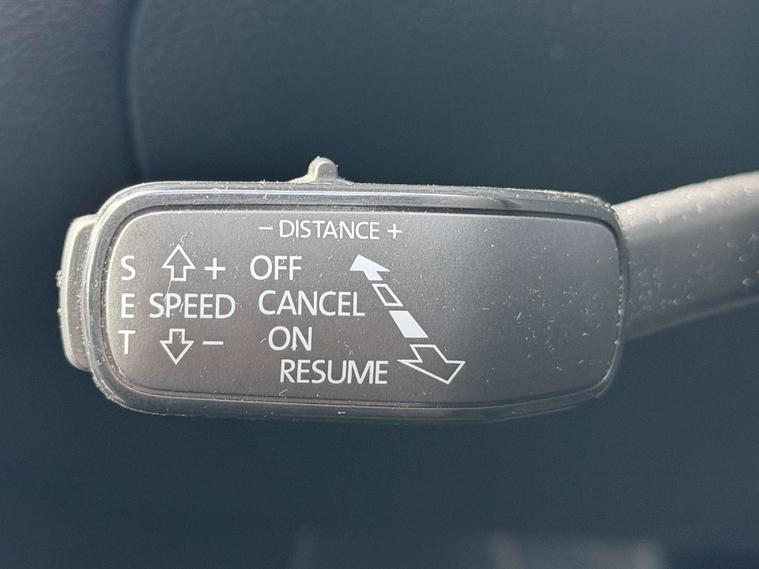 − DISTANCE +
S + OFF
E SPEED CANCEL
T − ON
RESUME